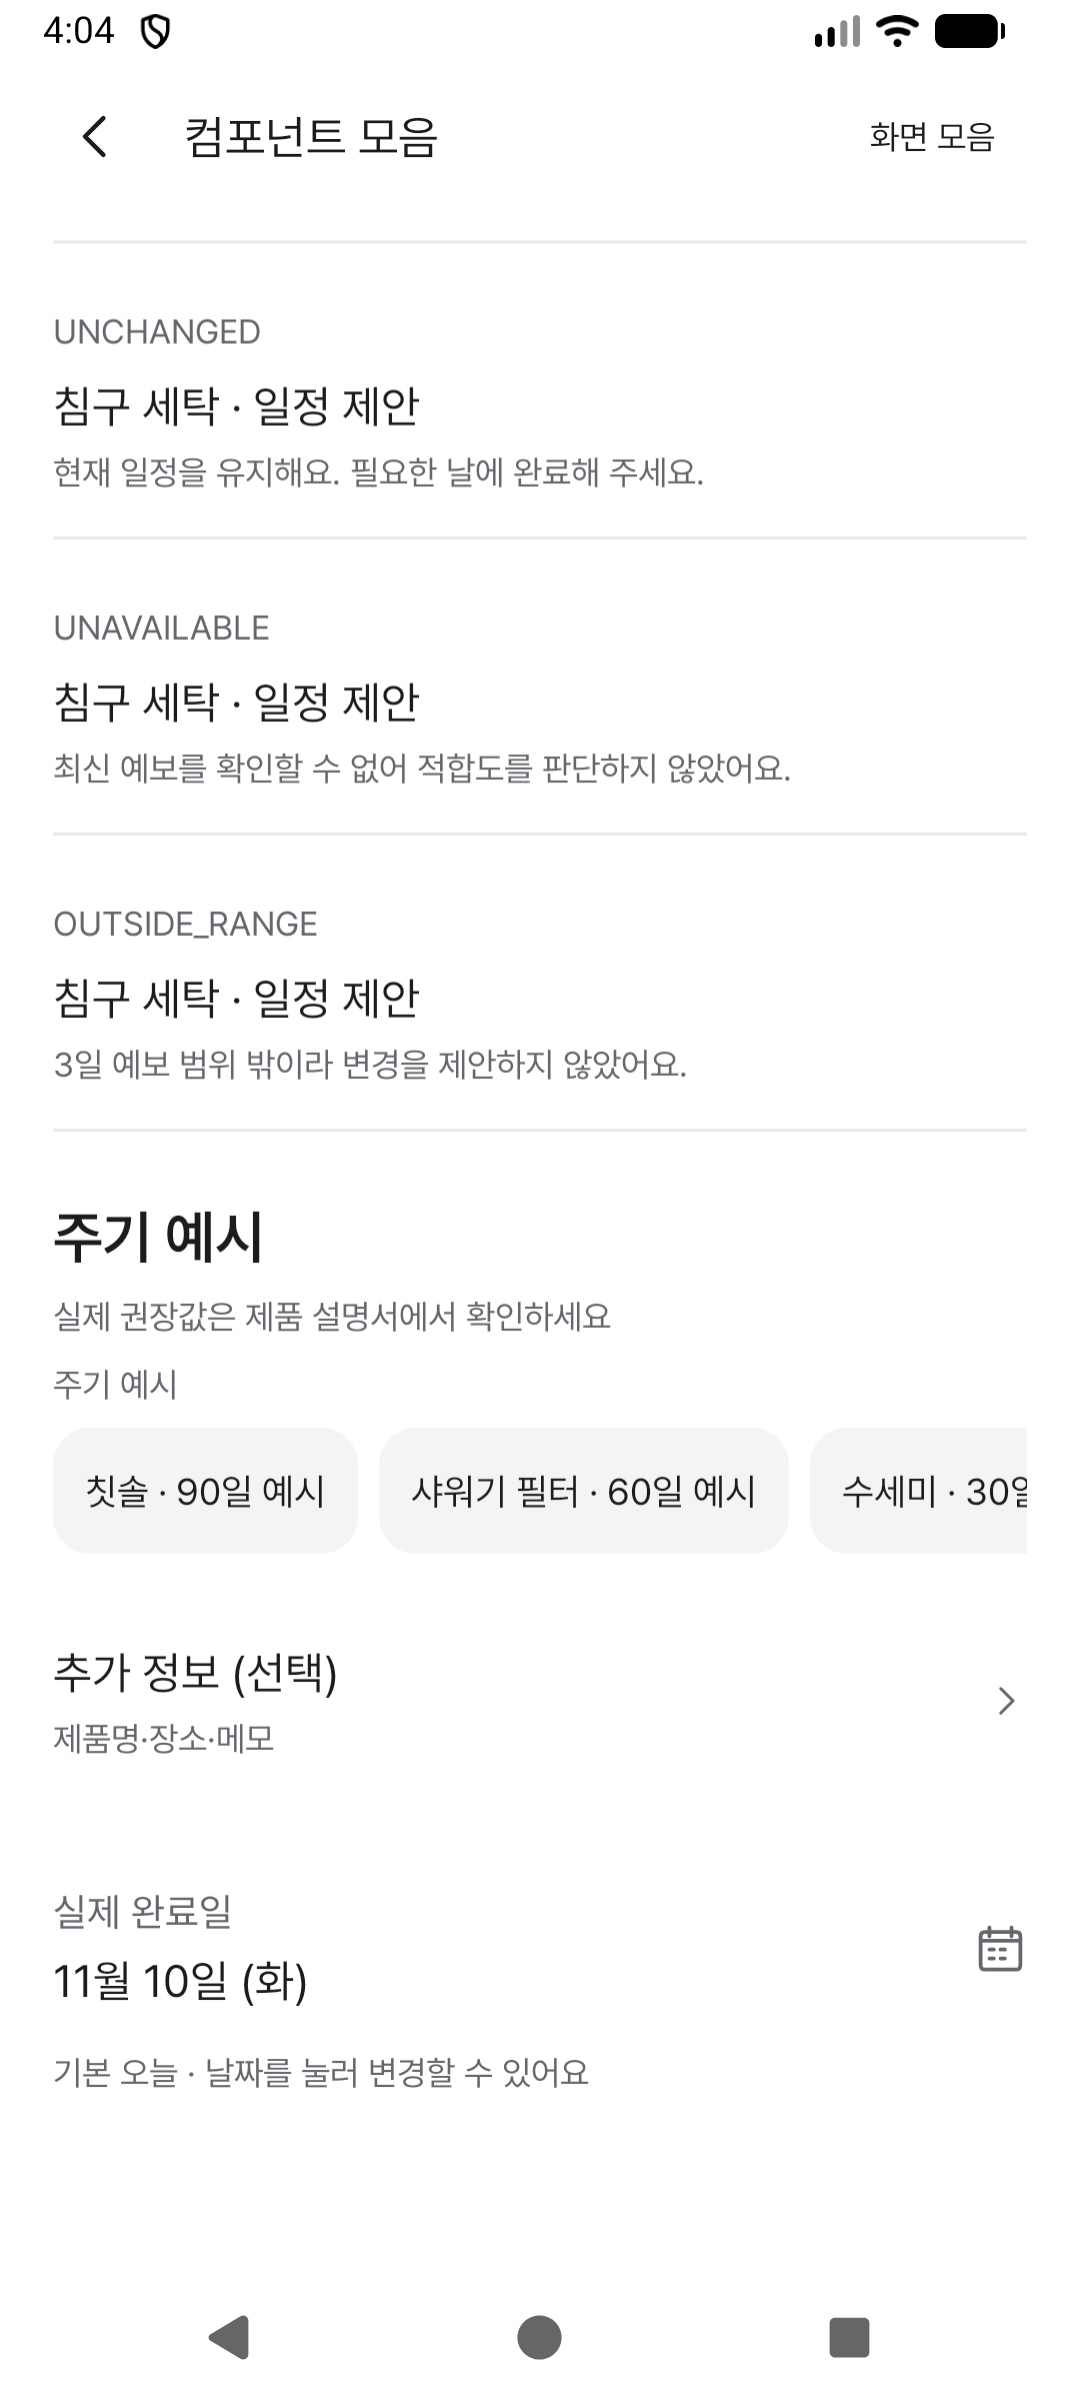 4:04
컴포넌트 모음
화면 모음
UNCHANGED
침구 세탁 · 일정 제안
현재 일정을 유지해요. 필요한 날에 완료해 주세요.
UNAVAILABLE
침구 세탁 · 일정 제안
최신 예보를 확인할 수 없어 적합도를 판단하지 않았어요.
OUTSIDE_RANGE
침구 세탁 · 일정 제안
3일 예보 범위 밖이라 변경을 제안하지 않았어요.
주기 예시
실제 권장값은 제품 설명서에서 확인하세요
주기 예시
칫솔 · 90일 예시
샤워기 필터 · 60일 예시
수세미 · 30일
추가 정보 (선택)
제품명·장소·메모
실제 완료일
11월 10일 (화)
기본 오늘 · 날짜를 눌러 변경할 수 있어요